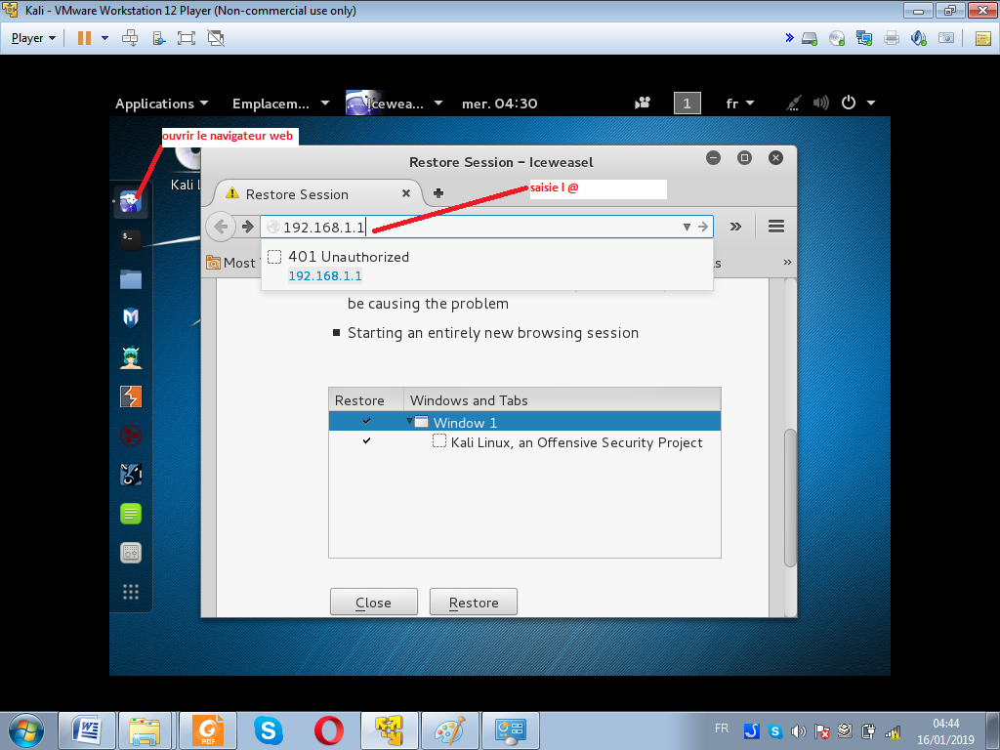 Kali - VMware Workstation 12 Player (Non-commercial use only)
Player
Applications
Emplacem...
Icewea...
mer. 04:30
1
fr
ouvrir le navigateur web
Kali L
Restore Session – Iceweasel
Restore Session
saisie l @
192.168.1.1
Most
401 Unauthorized
192.168.1.1
be causing the problem
Starting an entirely new browsing session
Restore
Windows and Tabs
Window 1
Kali Linux, an Offensive Security Project
Close
Restore
PDF
FR
04:44
16/01/2019